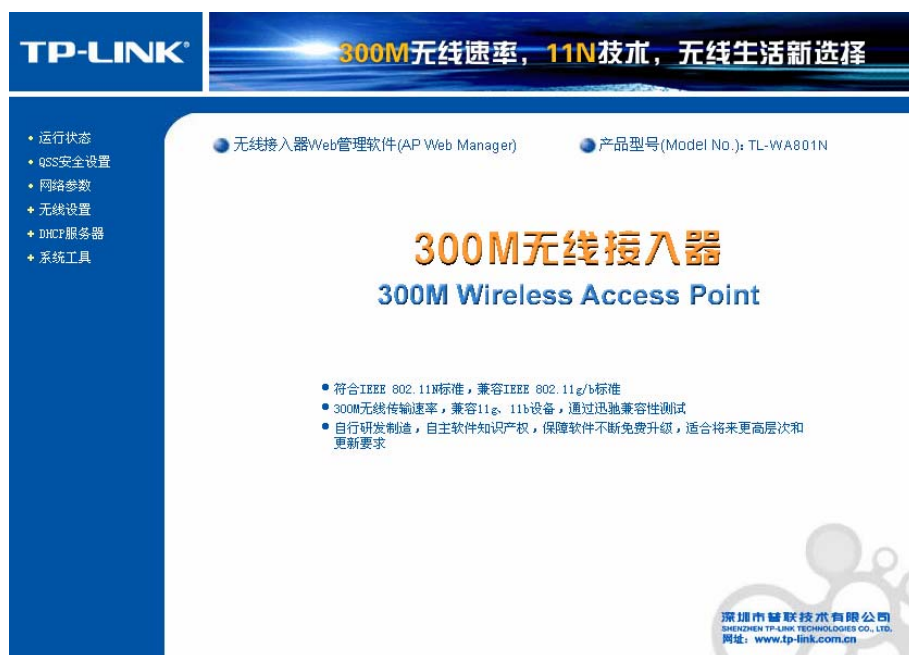 TP-LINK®
300M无线速率，11N技术，无线生活新选择
• 运行状态
• QSS安全设置
• 网络参数
+ 无线设置
+ DHCP服务器
+ 系统工具
无线接入器Web管理软件(AP Web Manager)
产品型号(Model No.): TL-WA801N
300M无线接入器
300M Wireless Access Point
• 符合IEEE 802.11N标准，兼容IEEE 802.11g/b标准
• 300M无线传输速率，兼容11g、11b设备，通过迅驰兼容性测试
• 自行研发制造，自主软件知识产权，保障软件不断免费升级，适合将来更高层次和
更新要求
深圳市普联技术有限公司
SHENZHEN TP-LINK TECHNOLOGIES CO., LTD.
网址：www.tp-link.com.cn